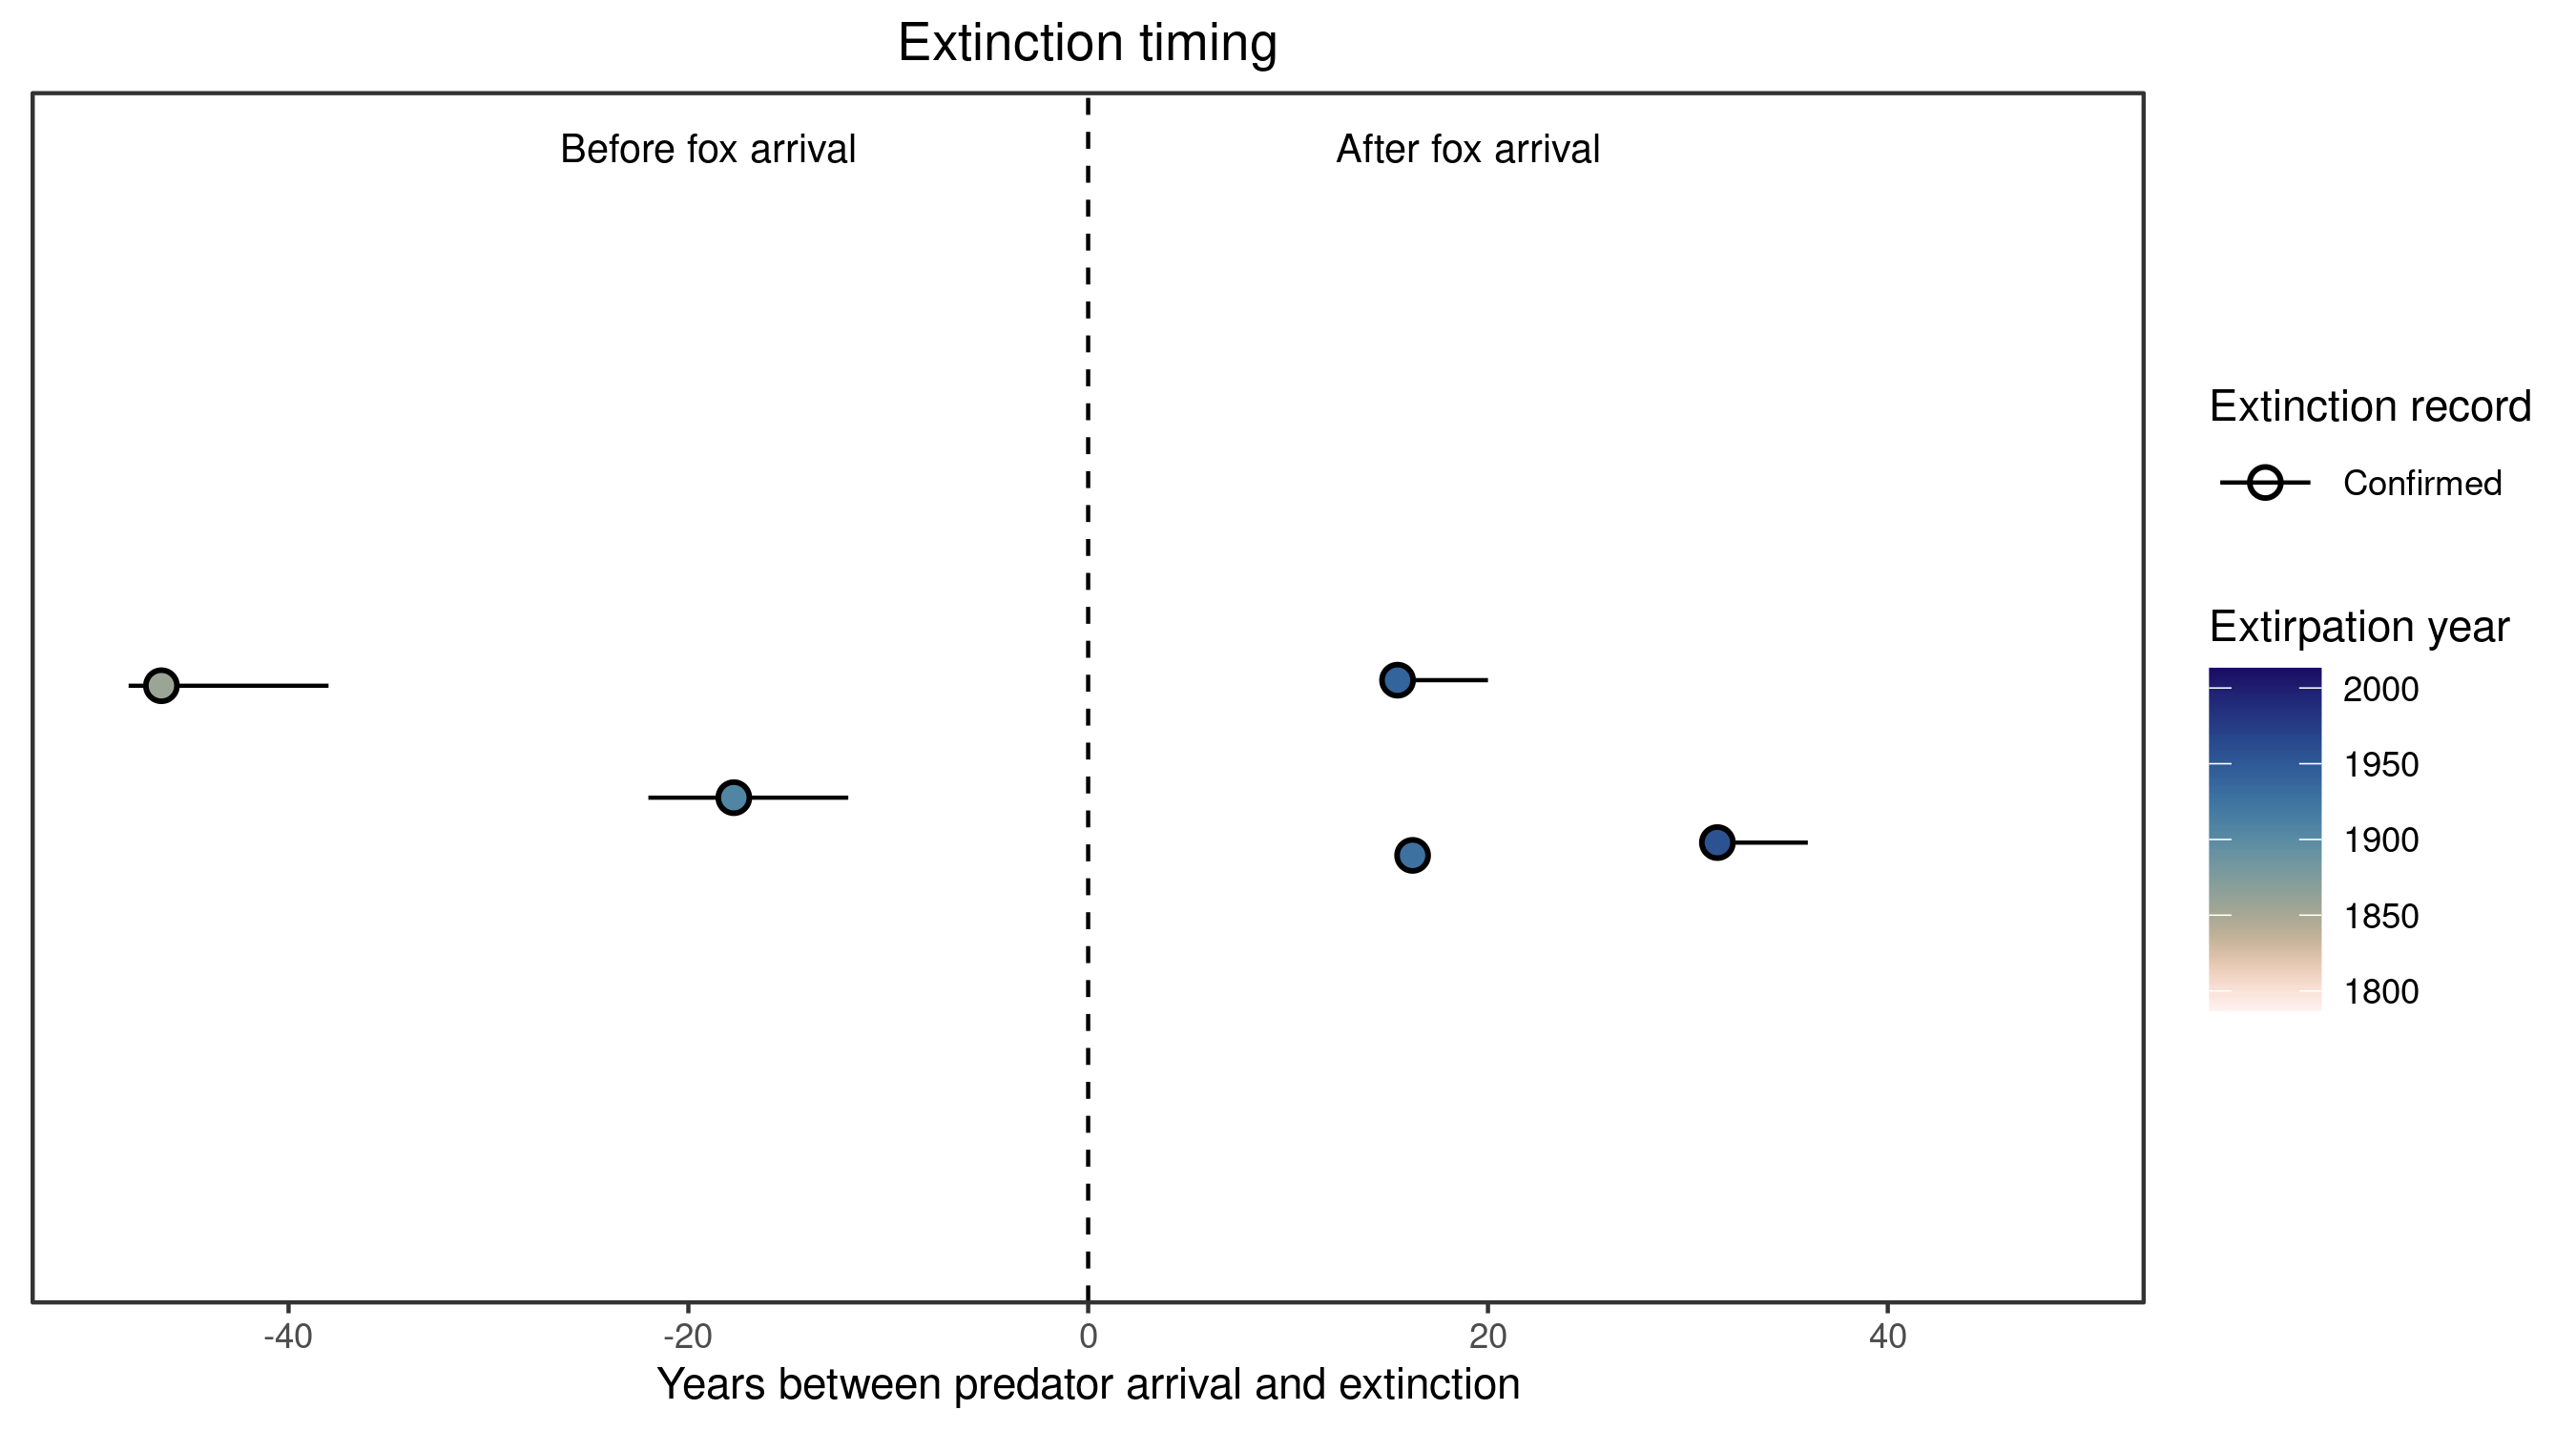 Extinction timing
Before fox arrival
After fox arrival
Extinction record
Confirmed
Extirpation year
2000
1950
1900
1850
1800
-40
-20
0
20
40
Years between predator arrival and extinction